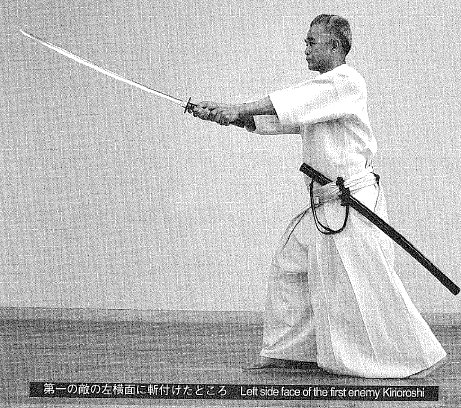 第一の敵の左横面に斬付けたところ Left side face of the first enemy Kirioroshi